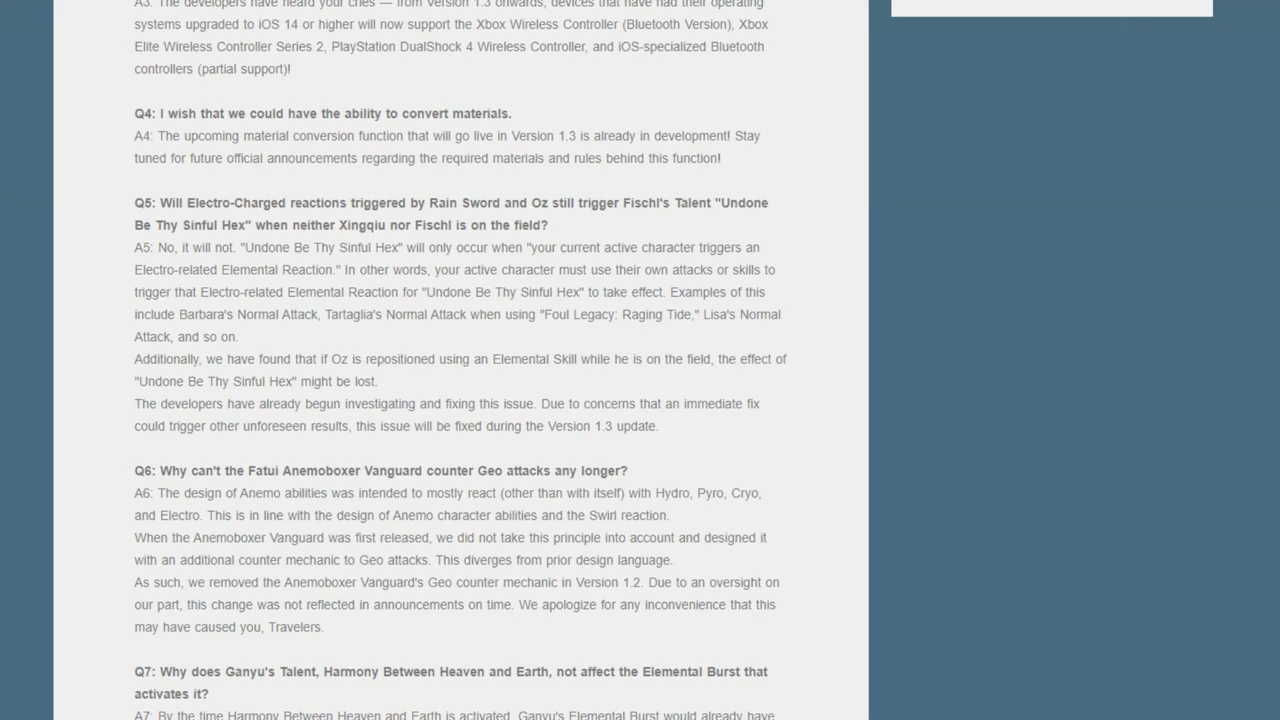 A3: The developers have heard your cries — from Version 1.3 onwards, devices that have had their operating
systems upgraded to iOS 14 or higher will now support the Xbox Wireless Controller (Bluetooth Version), Xbox
Elite Wireless Controller Series 2, PlayStation DualShock 4 Wireless Controller, and iOS-specialized Bluetooth
controllers (partial support)!
Q4: I wish that we could have the ability to convert materials.
A4: The upcoming material conversion function that will go live in Version 1.3 is already in development! Stay
tuned for future official announcements regarding the required materials and rules behind this function!
Q5: Will Electro-Charged reactions triggered by Rain Sword and Oz still trigger Fischl's Talent "Undone
Be Thy Sinful Hex" when neither Xingqiu nor Fischl is on the field?
A5: No, it will not. "Undone Be Thy Sinful Hex" will only occur when "your current active character triggers an
Electro-related Elemental Reaction." In other words, your active character must use their own attacks or skills to
trigger that Electro-related Elemental Reaction for "Undone Be Thy Sinful Hex" to take effect. Examples of this
include Barbara's Normal Attack, Tartaglia's Normal Attack when using "Foul Legacy: Raging Tide," Lisa's Normal
Attack, and so on.
Additionally, we have found that if Oz is repositioned using an Elemental Skill while he is on the field, the effect of
"Undone Be Thy Sinful Hex" might be lost.
The developers have already begun investigating and fixing this issue. Due to concerns that an immediate fix
could trigger other unforeseen results, this issue will be fixed during the Version 1.3 update.
Q6: Why can't the Fatui Anemoboxer Vanguard counter Geo attacks any longer?
A6: The design of Anemo abilities was intended to mostly react (other than with itself) with Hydro, Pyro, Cryo,
and Electro. This is in line with the design of Anemo character abilities and the Swirl reaction.
When the Anemoboxer Vanguard was first released, we did not take this principle into account and designed it
with an additional counter mechanic to Geo attacks. This diverges from prior design language.
As such, we removed the Anemoboxer Vanguard's Geo counter mechanic in Version 1.2. Due to an oversight on
our part, this change was not reflected in announcements on time. We apologize for any inconvenience that this
may have caused you, Travelers.
Q7: Why does Ganyu's Talent, Harmony Between Heaven and Earth, not affect the Elemental Burst that
activates it?
A7: By the time Harmony Between Heaven and Earth is activated, Ganyu's Elemental Burst would already have